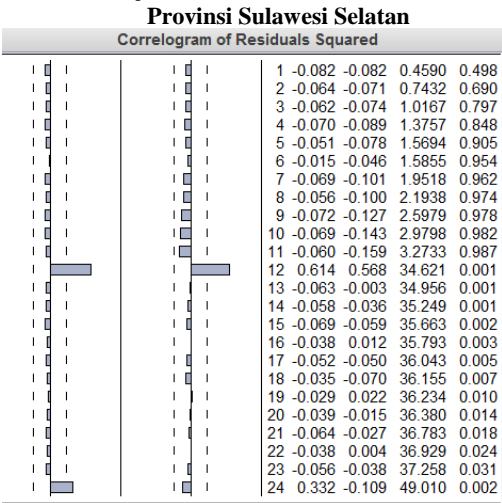 Provinsi Sulawesi Selatan
Correlogram of Residuals Squared
1 -0.082 -0.082 0.4590 0.498
2 -0.064 -0.071 0.7432 0.690
3 -0.062 -0.074 1.0167 0.797
4 -0.070 -0.089 1.3757 0.848
5 -0.051 -0.078 1.5694 0.905
6 -0.015 -0.046 1.5855 0.954
7 -0.069 -0.101 1.9518 0.962
8 -0.056 -0.100 2.1938 0.974
9 -0.072 -0.127 2.5979 0.978
10 -0.069 -0.143 2.9798 0.982
11 -0.060 -0.159 3.2733 0.987
12 0.614 0.568 34.621 0.001
13 -0.063 -0.003 34.956 0.001
14 -0.058 -0.036 35.249 0.001
15 -0.069 -0.059 35.663 0.002
16 -0.038 0.012 35.793 0.003
17 -0.052 -0.050 36.043 0.005
18 -0.035 -0.070 36.155 0.007
19 -0.029 0.022 36.234 0.010
20 -0.039 -0.015 36.380 0.014
21 -0.064 -0.027 36.783 0.018
22 -0.038 0.004 36.929 0.024
23 -0.056 -0.038 37.258 0.031
24 0.332 -0.109 49.010 0.002